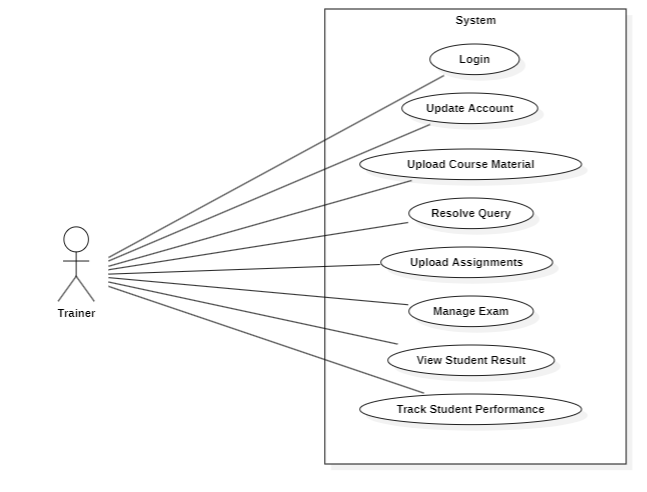 System
Login
Update Account
Upload Course Material
Resolve Query
Upload Assignments
Manage Exam
View Student Result
Track Student Performance
Trainer